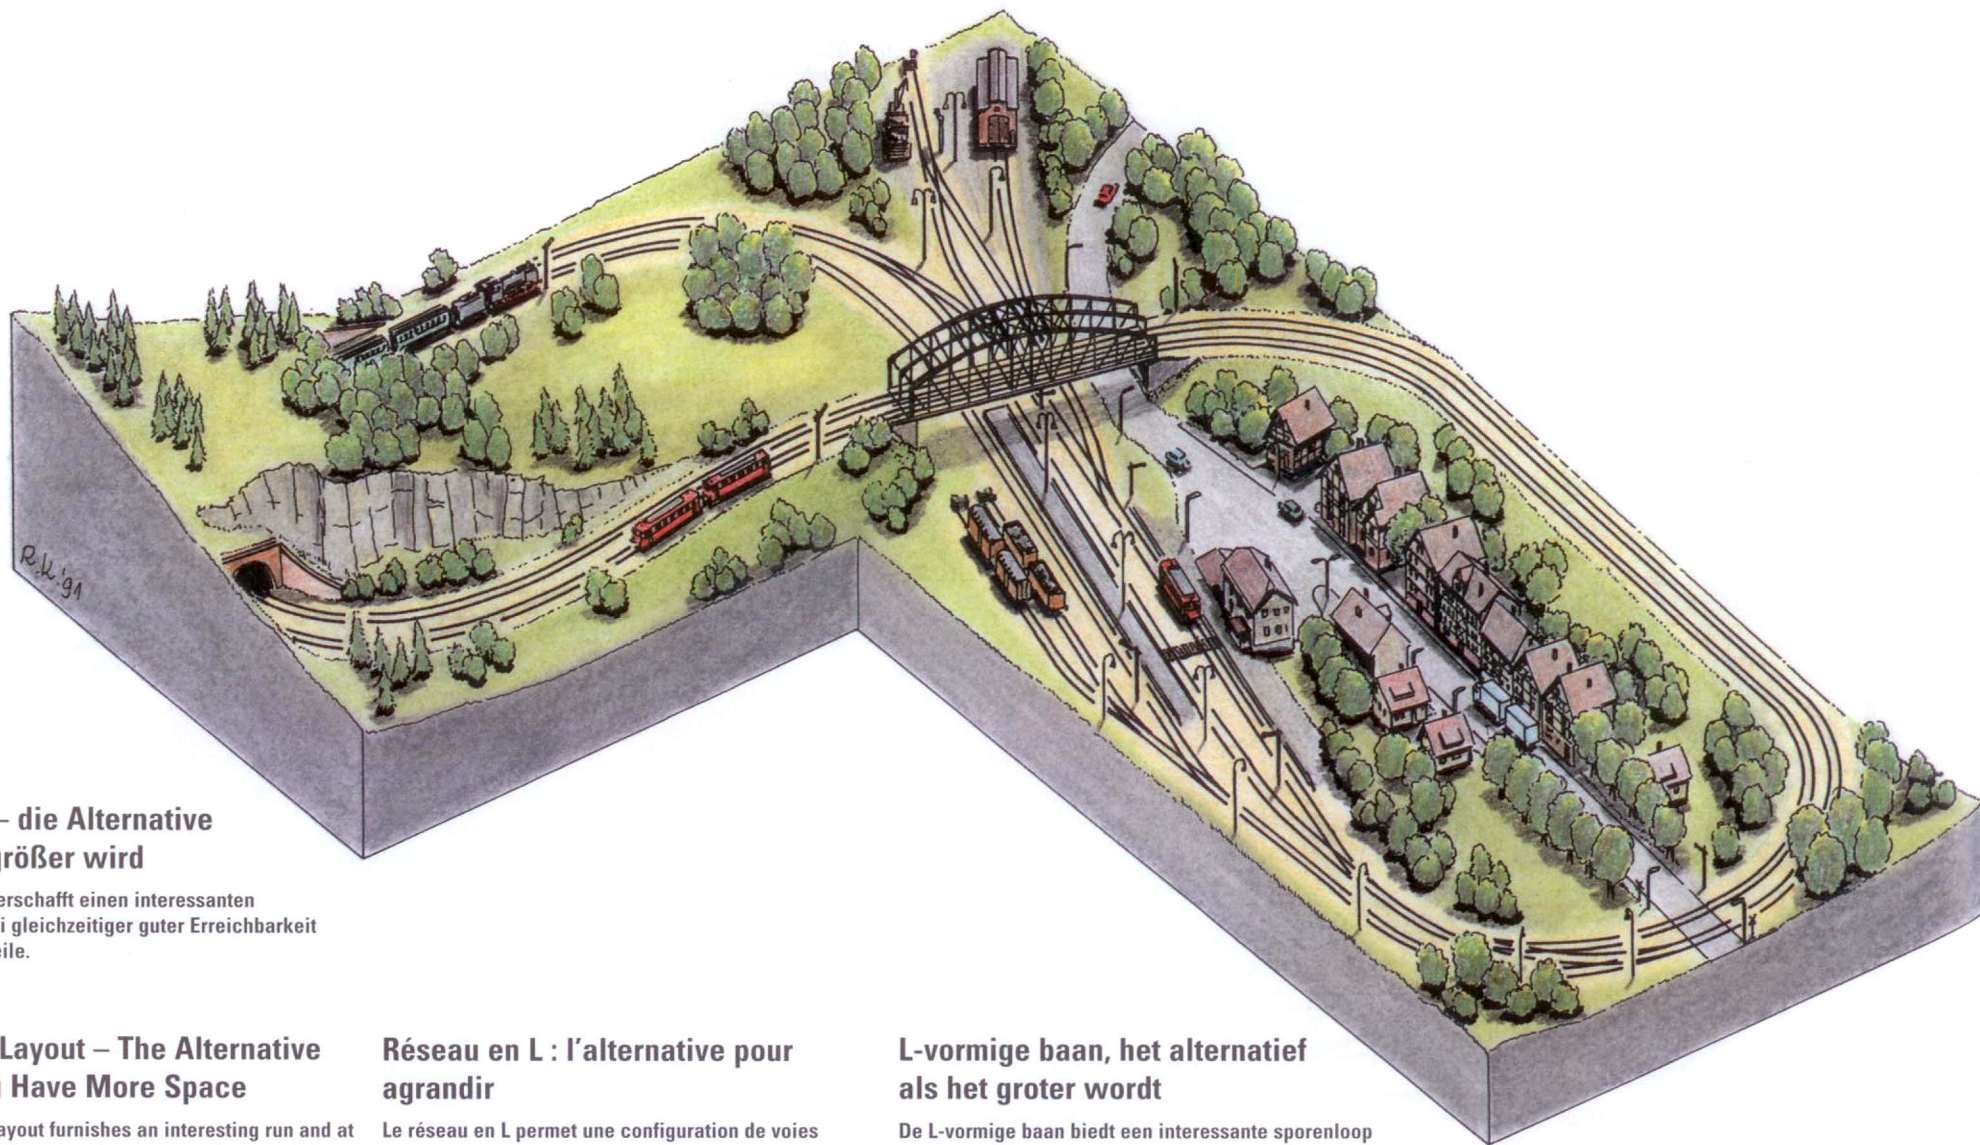 R.K.'91
– die Alternative
größer wird
erschafft einen interessanten
i gleichzeitiger guter Erreichbarkeit
eile.
Layout – The Alternative
Have More Space
ayout furnishes an interesting run and at
Réseau en L : l'alternative pour
agrandir
Le réseau en L permet une configuration de voies
L-vormige baan, het alternatief
als het groter wordt
De L-vormige baan biedt een interessante sporenloop